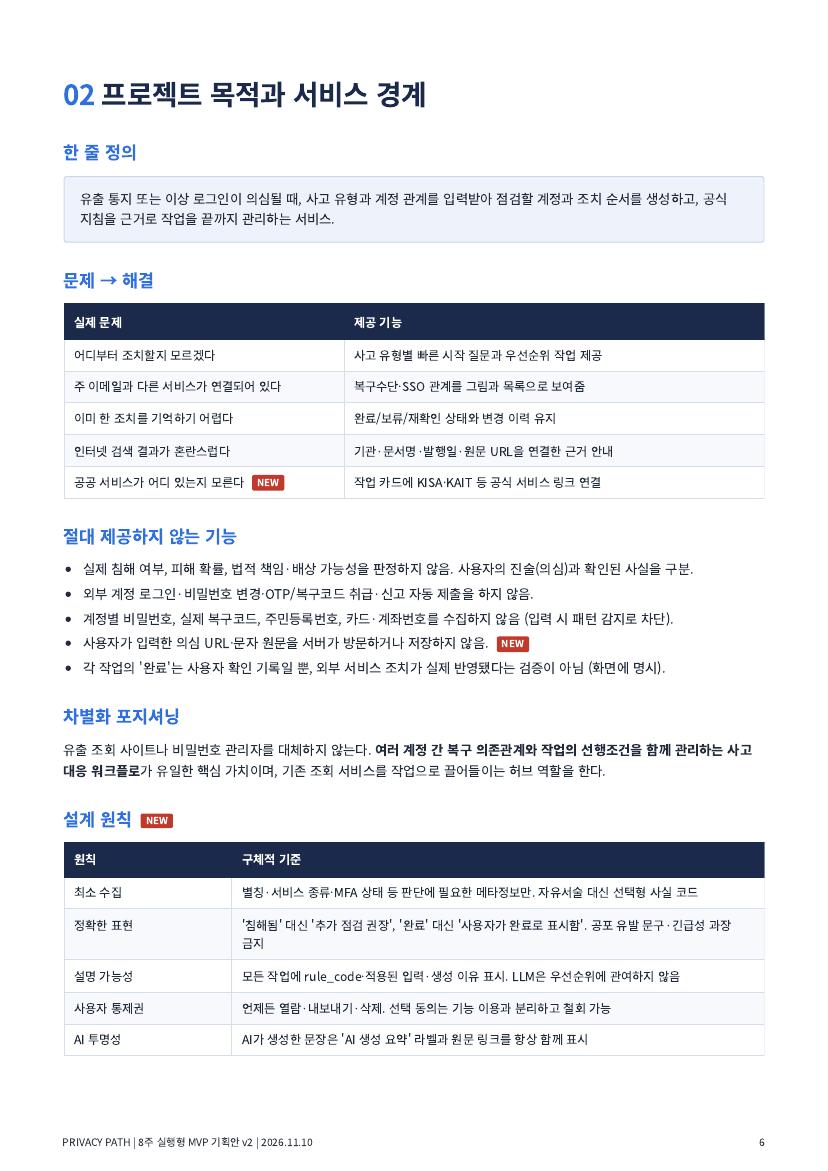 02 프로젝트 목적과 서비스 경계
한 줄 정의
유출 통지 또는 이상 로그인이 의심될 때, 사고 유형과 계정 관계를 입력받아 점검할 계정과 조치 순서를 생성하고, 공식
지침을 근거로 작업을 끝까지 관리하는 서비스.
문제 → 해결
실제 문제 제공 기능
어디부터 조치할지 모르겠다 사고 유형별 빠른 시작 질문과 우선순위 작업 제공
주 이메일과 다른 서비스가 연결되어 있다 복구수단·SSO 관계를 그림과 목록으로 보여줌
이미 한 조치를 기억하기 어렵다 완료/보류/재확인 상태와 변경 이력 유지
인터넷 검색 결과가 혼란스럽다 기관·문서명·발행일·원문 URL을 연결한 근거 안내
공공 서비스가 어디 있는지 모른다 NEW 작업 카드에 KISA·KAIT 등 공식 서비스 링크 연결
절대 제공하지 않는 기능
• 실제 침해 여부, 피해 확률, 법적 책임·배상 가능성을 판정하지 않음. 사용자의 진술(의심)과 확인된 사실을 구분.
• 외부 계정 로그인·비밀번호 변경·OTP/복구코드 취급·신고 자동 제출을 하지 않음.
• 계정별 비밀번호, 실제 복구코드, 주민등록번호, 카드·계좌번호를 수집하지 않음 (입력 시 패턴 감지로 차단).
• 사용자가 입력한 의심 URL·문자 원문을 서버가 방문하거나 저장하지 않음. NEW
• 각 작업의 '완료'는 사용자 확인 기록일 뿐, 외부 서비스 조치가 실제 반영됐다는 검증이 아님 (화면에 명시).
차별화 포지셔닝
유출 조회 사이트나 비밀번호 관리자를 대체하지 않는다. 여러 계정 간 복구 의존관계와 작업의 선행조건을 함께 관리하는 사고
대응 워크플로가 유일한 핵심 가치이며, 기존 조회 서비스를 작업으로 끌어들이는 허브 역할을 한다.
설계 원칙 NEW
원칙 구체적 기준
최소 수집 별칭·서비스 종류·MFA 상태 등 판단에 필요한 메타정보만. 자유서술 대신 선택형 사실 코드
정확한 표현 '침해됨' 대신 '추가 점검 권장', '완료' 대신 '사용자가 완료로 표시함'. 공포 유발 문구·긴급성 과장
금지
설명 가능성 모든 작업에 rule_code·적용된 입력·생성 이유 표시. LLM은 우선순위에 관여하지 않음
사용자 통제권 언제든 열람·내보내기·삭제. 선택 동의는 기능 이용과 분리하고 철회 가능
AI 투명성 AI가 생성한 문장은 'AI 생성 요약' 라벨과 원문 링크를 항상 함께 표시
PRIVACY PATH | 8주 실행형 MVP 기획안 v2 | 2026.11.10 6